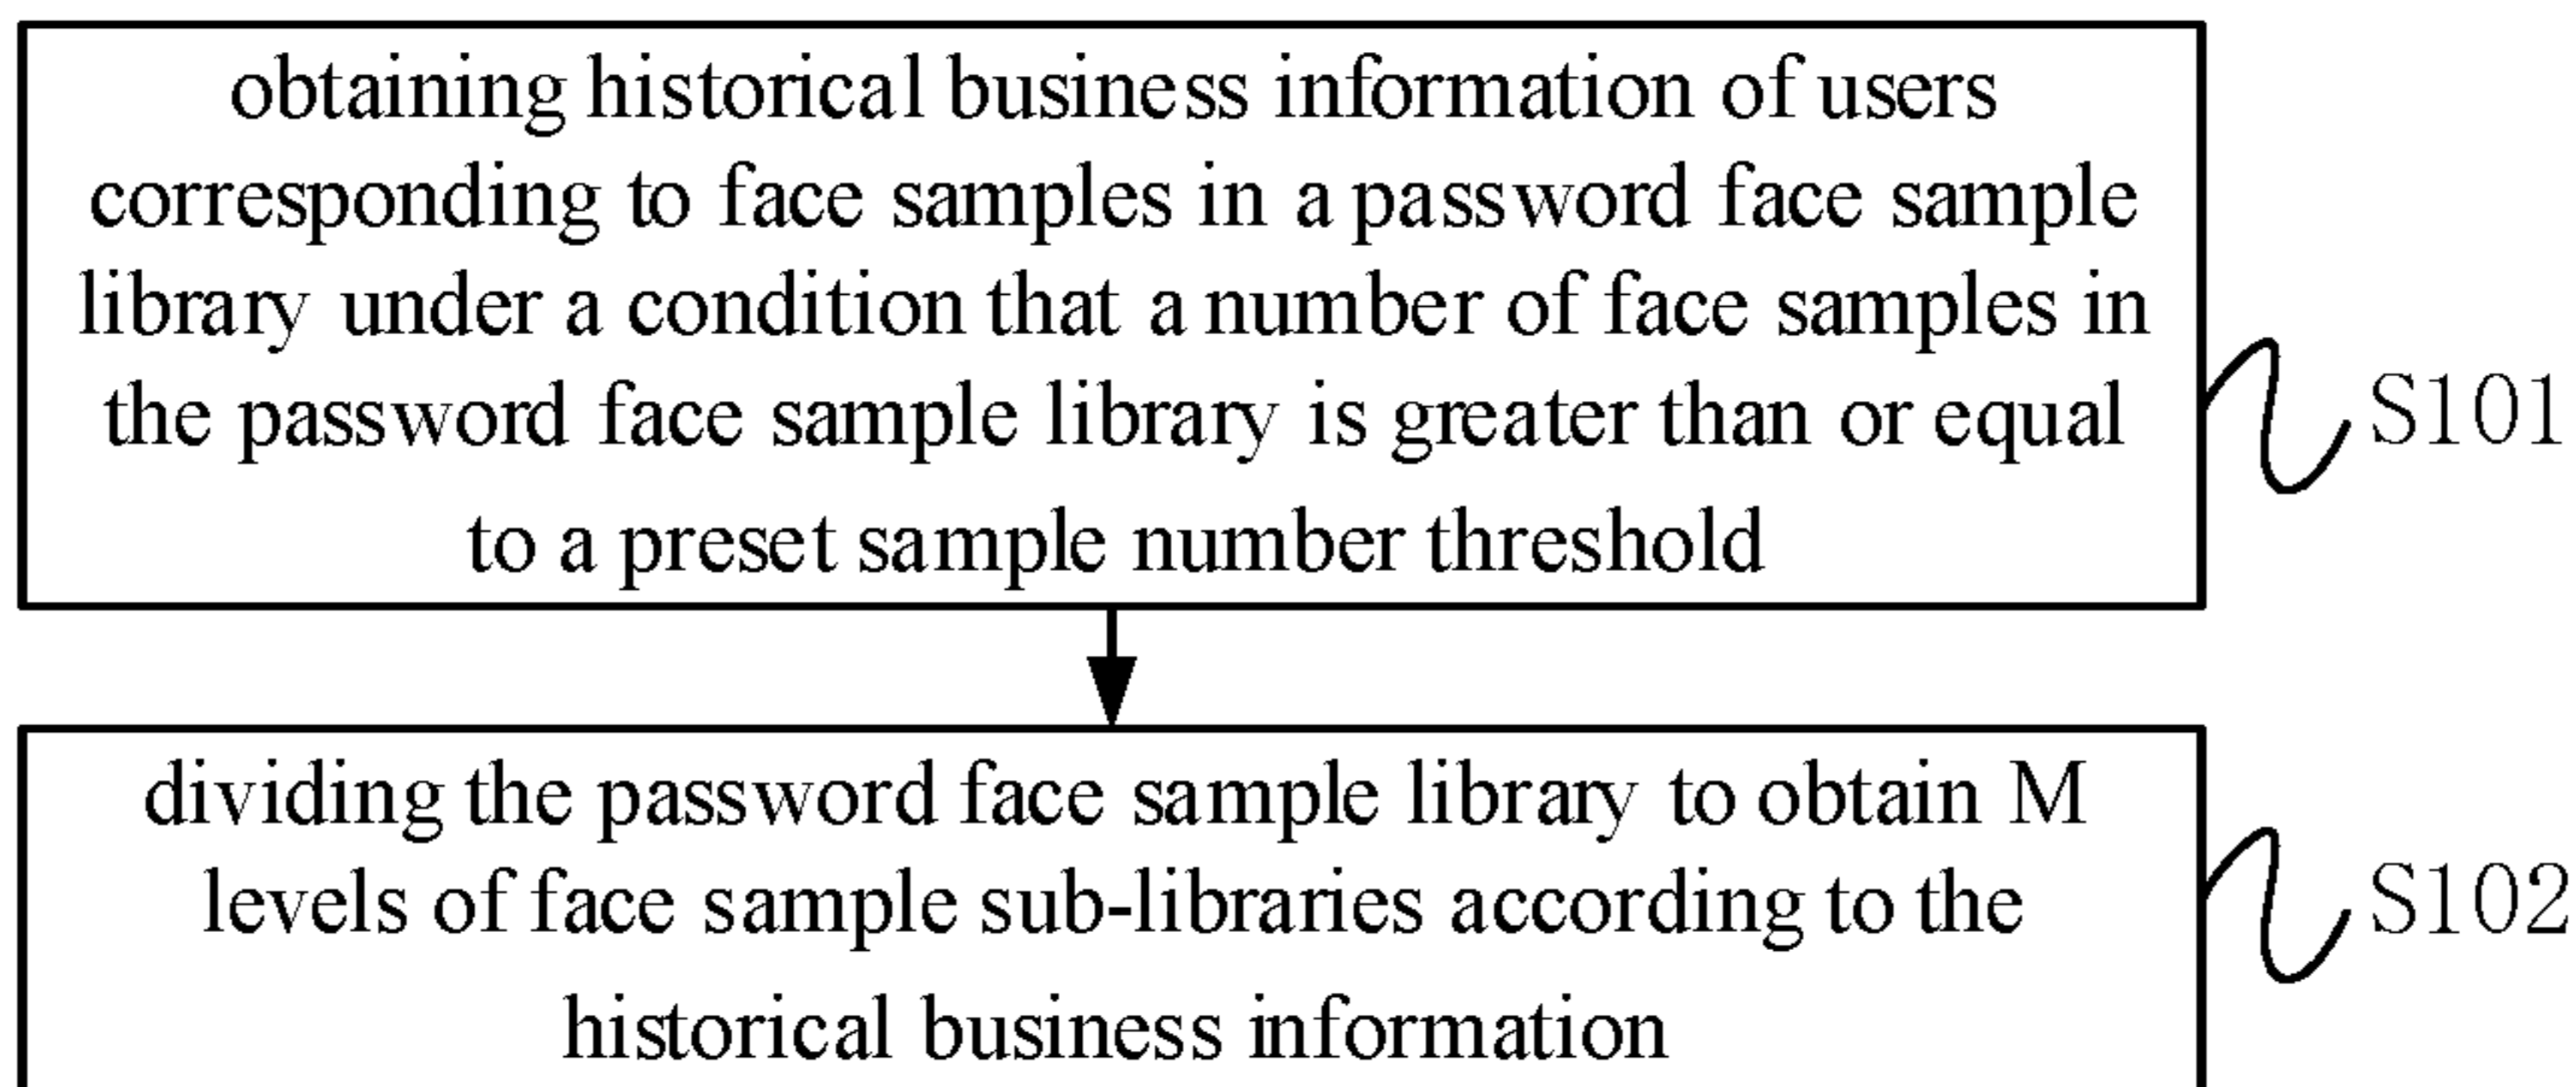 obtaining historical business information of users
corresponding to face samples in a password face sample
library under a condition that a number of face samples in
the password face sample library is greater than or equal
to a preset sample number threshold
S101
dividing the password face sample library to obtain M
levels of face sample sub-libraries according to the
historical business information
S102